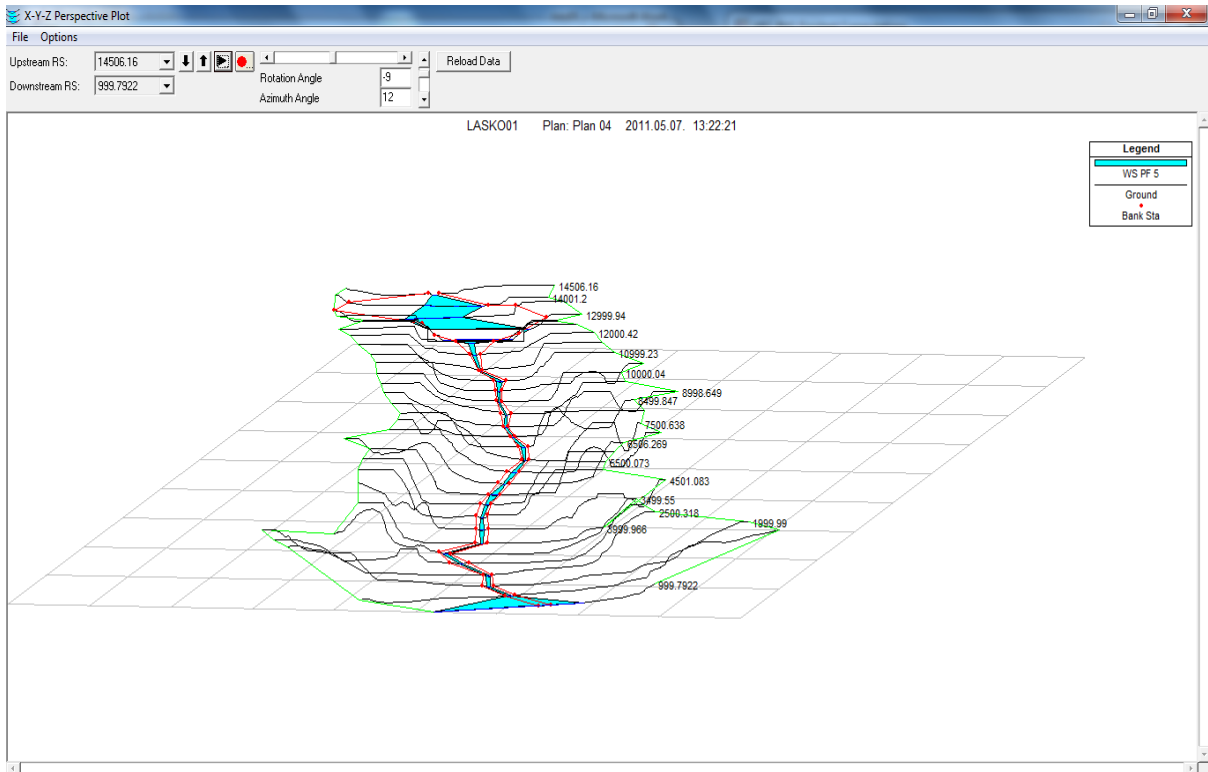 X-Y-Z Perspective Plot
File Options
Upstream RS: 14506.16
Downstream RS: 999.7922
Rotation Angle -9
Azimuth Angle 12
Reload Data
LASKO01 Plan: Plan 04 2011.05.07. 13:22:21
Legend
WS PF 5
Ground
Bank Sta
14506.16
14001.2
12999.94
12000.42
10999.23
10000.04
8998.649
8499.847
7500.638
6506.269
5500.073
4501.083
3499.55
2500.318
1999.99
3999.966
999.7922